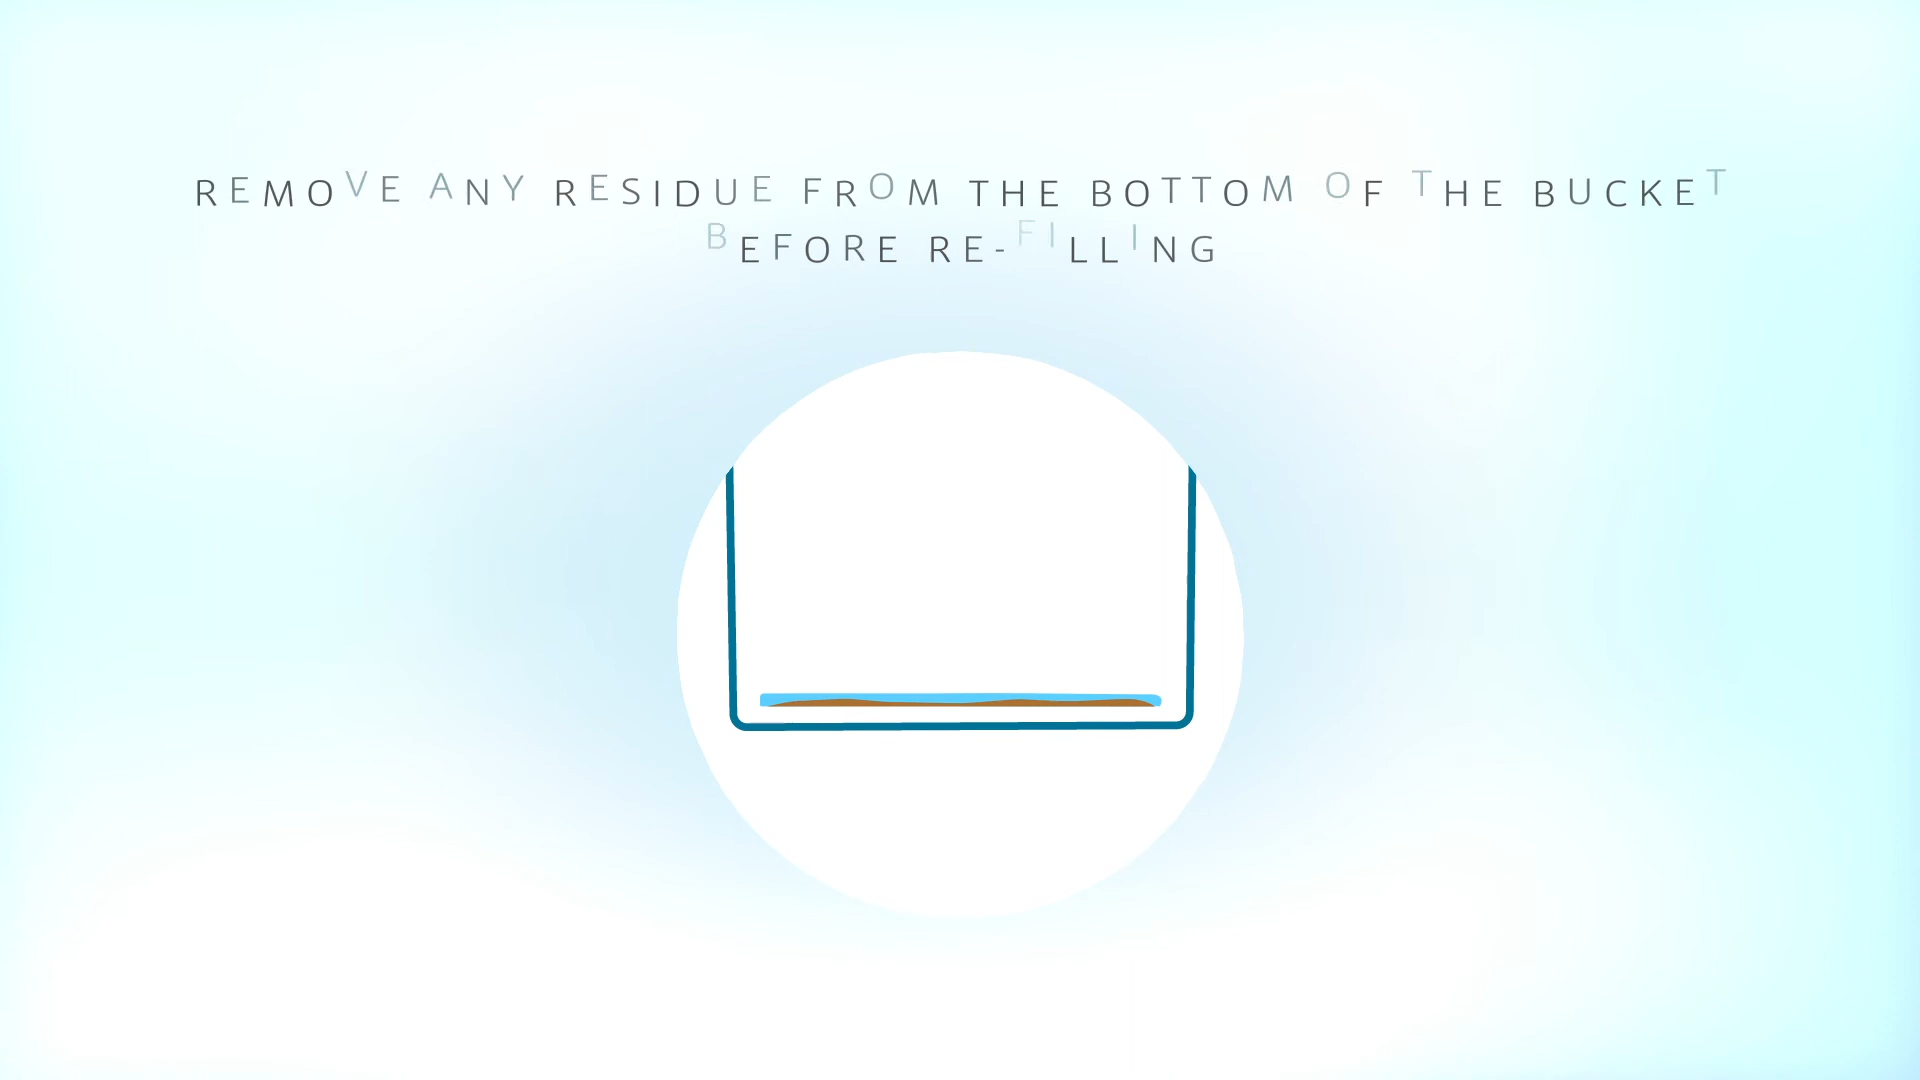 REMOVE ANY RESIDUE FROM THE BOTTOM OF THE BUCKET
BEFORE RE-FILLING